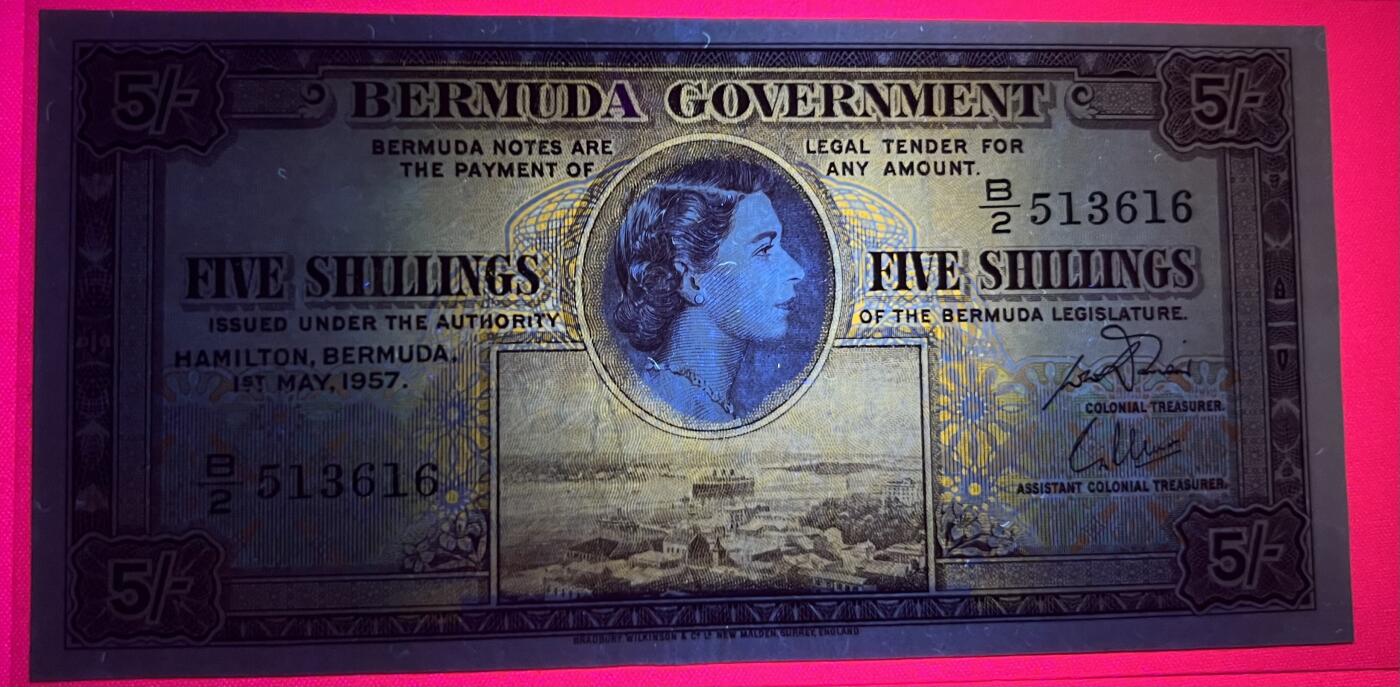 5/- BERMUDA GOVERNMENT 5/-
BERMUDA NOTES ARE LEGAL TENDER FOR
THE PAYMENT OF ANY AMOUNT.
B/2 513616
FIVE SHILLINGS FIVE SHILLINGS
ISSUED UNDER THE AUTHORITY OF THE BERMUDA LEGISLATURE.
HAMILTON, BERMUDA.
1ST MAY, 1957.
COLONIAL TREASURER.
B/2 513616
ASSISTANT COLONIAL TREASURER.
5/- 5/-
BRADBURY WILKINSON & Cº Lº NEW MALDEN, SURREY, ENGLAND